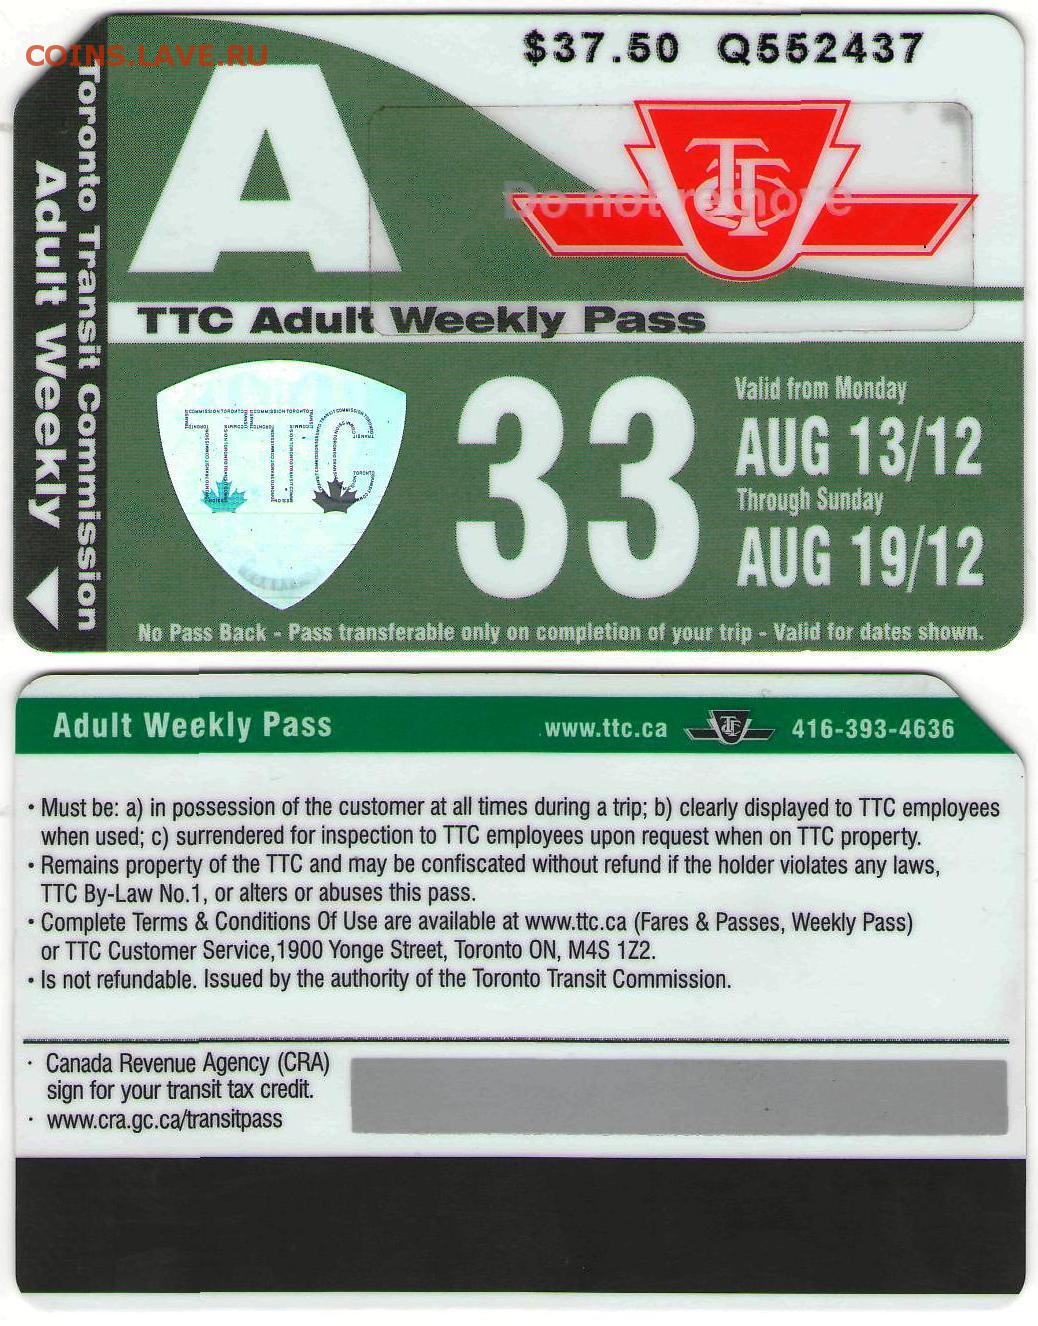 COINS.LAVE.RU
$37.50 Q552437
A
Do not remove
TTC
Toronto Transit Commission
Adult Weekly
TTC Adult Weekly Pass
TTC
33
Valid from Monday
AUG 13/12
Through Sunday
AUG 19/12
No Pass Back - Pass transferable only on completion of your trip - Valid for dates shown.
Adult Weekly Pass
www.ttc.ca TTC 416-393-4636
• Must be: a) in possession of the customer at all times during a trip; b) clearly displayed to TTC employees
when used; c) surrendered for inspection to TTC employees upon request when on TTC property.
• Remains property of the TTC and may be confiscated without refund if the holder violates any laws,
TTC By-Law No.1, or alters or abuses this pass.
• Complete Terms & Conditions Of Use are available at www.ttc.ca (Fares & Passes, Weekly Pass)
or TTC Customer Service,1900 Yonge Street, Toronto ON, M4S 1Z2.
• Is not refundable. Issued by the authority of the Toronto Transit Commission.
· Canada Revenue Agency (CRA)
sign for your transit tax credit.
· www.cra.gc.ca/transitpass